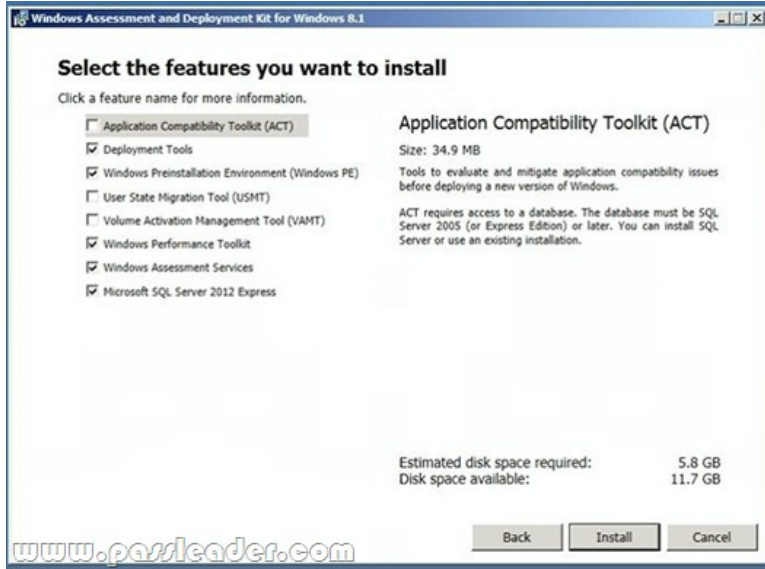 Windows Assessment and Deployment Kit for Windows 8.1
Select the features you want to install
Click a feature name for more information.
Application Compatibility Toolkit (ACT)
Deployment Tools
Windows Preinstallation Environment (Windows PE)
User State Migration Tool (USMT)
Volume Activation Management Tool (VAMT)
Windows Performance Toolkit
Windows Assessment Services
Microsoft SQL Server 2012 Express
Application Compatibility Toolkit (ACT)
Size: 34.9 MB
Tools to evaluate and mitigate application compatibility issues
before deploying a new version of Windows.
ACT requires access to a database. The database must be SQL
Server 2005 (or Express Edition) or later. You can install SQL
Server or use an existing installation.
Estimated disk space required: 5.8 GB
Disk space available: 11.7 GB
Back Install Cancel
www.passleader.com